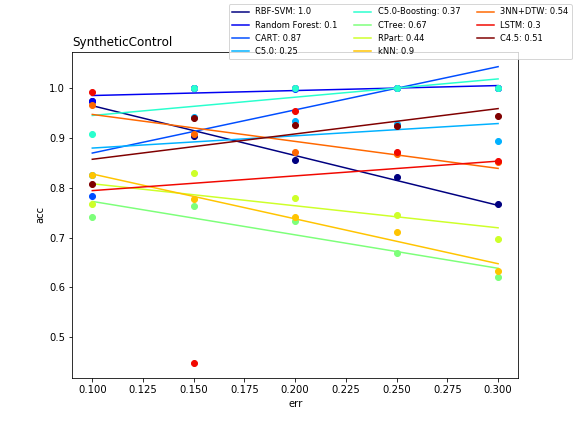 RBF-SVM: 1.0
Random Forest: 0.1
CART: 0.87
C5.0: 0.25
C5.0-Boosting: 0.37
CTree: 0.67
RPart: 0.44
kNN: 0.9
3NN+DTW: 0.54
LSTM: 0.3
C4.5: 0.51
SyntheticControl
1.0
0.9
0.8
0.7
0.6
0.5
acc
0.100 0.125 0.150 0.175 0.200 0.225 0.250 0.275 0.300
err